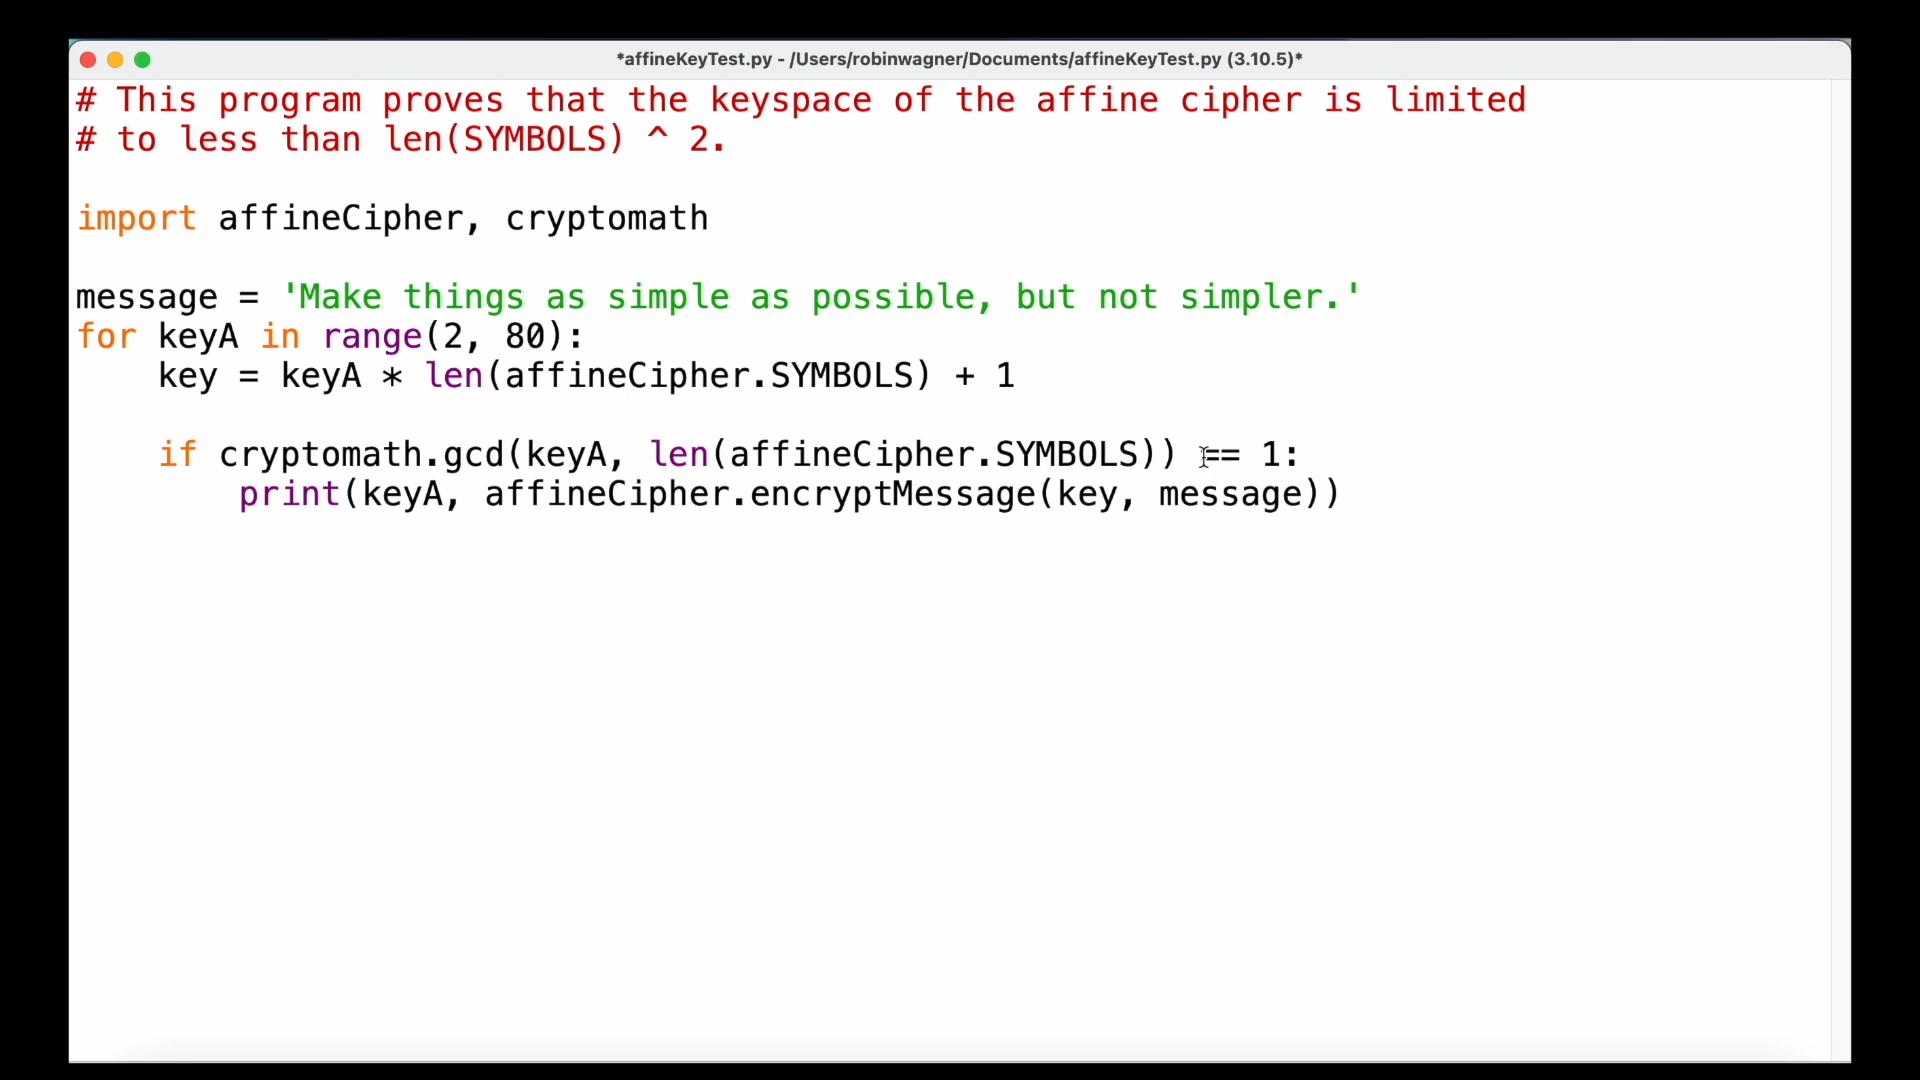 *affineKeyTest.py - /Users/robinwagner/Documents/affineKeyTest.py (3.10.5)*
# This program proves that the keyspace of the affine cipher is limited
# to less than len(SYMBOLS) ^ 2.
import affineCipher, cryptomath
message = 'Make things as simple as possible, but not simpler.'
for keyA in range(2, 80):
    key = keyA * len(affineCipher.SYMBOLS) + 1
    if cryptomath.gcd(keyA, len(affineCipher.SYMBOLS)) == 1:
        print(keyA, affineCipher.encryptMessage(key, message))